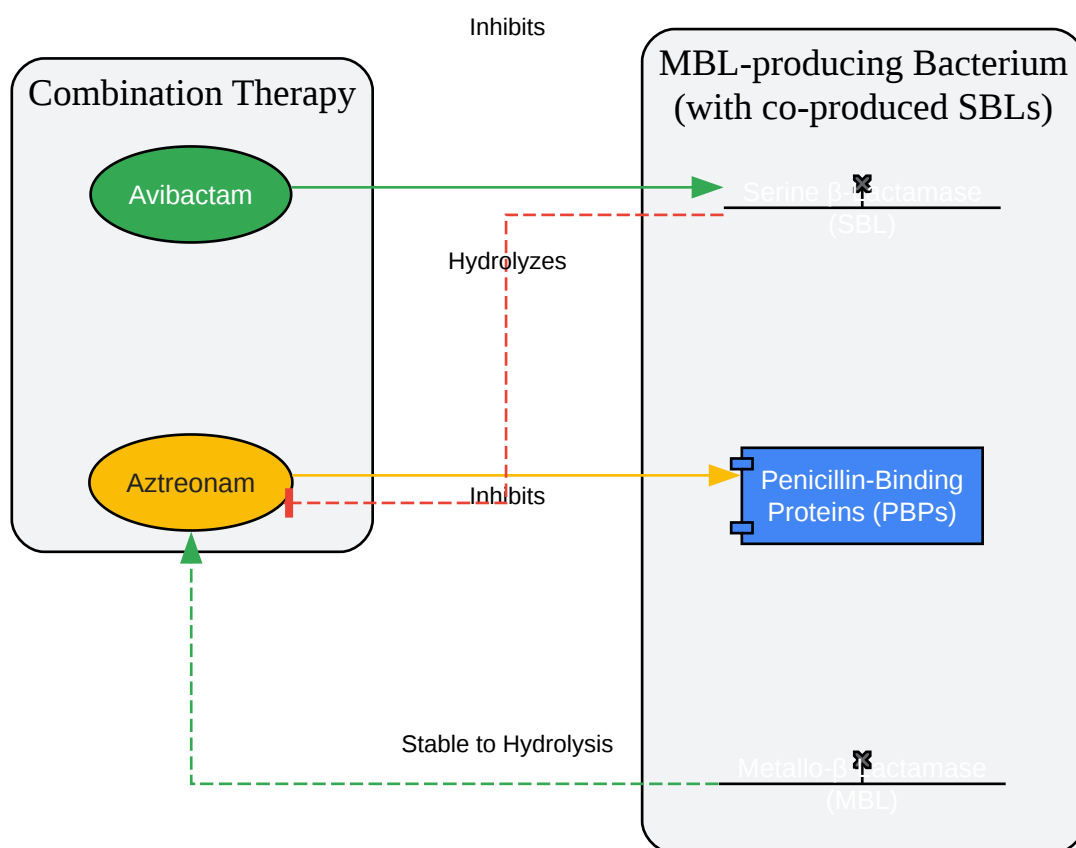 Inhibits
Combination Therapy
MBL-producing Bacterium
(with co-produced SBLs)
Avibactam
Serine β-Lactamase
(SBL)
Hydrolyzes
Aztreonam
Inhibits
Penicillin-Binding
Proteins (PBPs)
Stable to Hydrolysis
Metallo-β-Lactamase
(MBL)